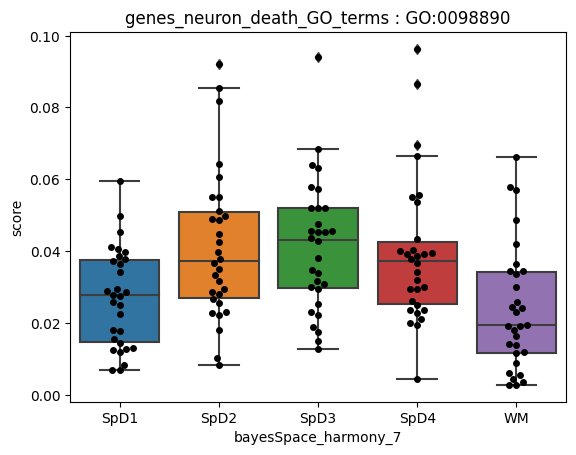 genes_neuron_death_GO_terms : GO:0098890
0.10
0.08
0.06
0.04
0.02
0.00
score
SpD1 SpD2 SpD3 SpD4 WM
bayesSpace_harmony_7